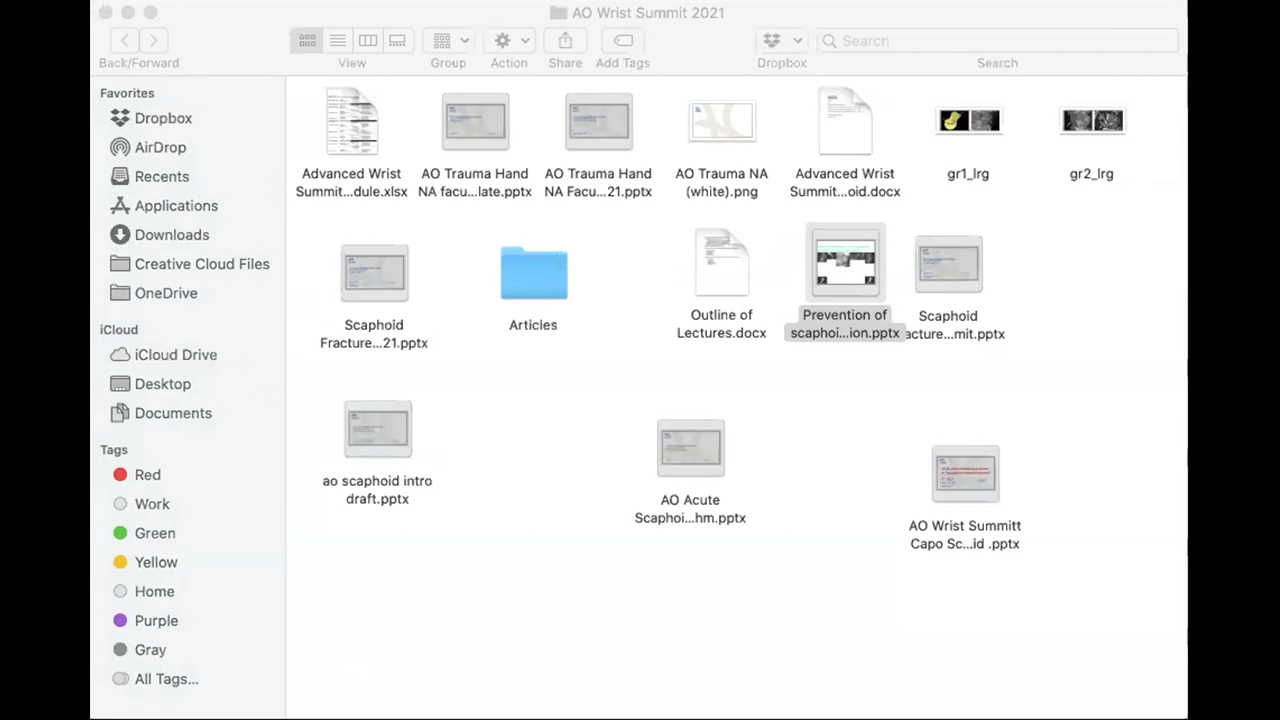 AO Wrist Summit 2021
Search
Back/Forward
View
Group
Action
Share
Add Tags
Dropbox
Search
Favorites
Dropbox
AirDrop
Recents
Applications
Downloads
Creative Cloud Files
OneDrive
iCloud
iCloud Drive
Desktop
Documents
Tags
Red
Work
Green
Yellow
Home
Purple
Gray
All Tags...
Advanced Wrist
Summit...dule.xlsx
AO Trauma Hand
NA facu...late.pptx
AO Trauma Hand
NA Facu...21.pptx
AO Trauma NA
(white).png
Advanced Wrist
Summit...oid.docx
gr1_lrg
gr2_lrg
Scaphoid
Fracture...21.pptx
Articles
Outline of
Lectures.docx
Prevention of
scaphoi...ion.pptx
Scaphoid
acture...mit.pptx
ao scaphoid intro
draft.pptx
AO Acute
Scaphoi...hm.pptx
AO Wrist Summitt
Capo Sc...id .pptx